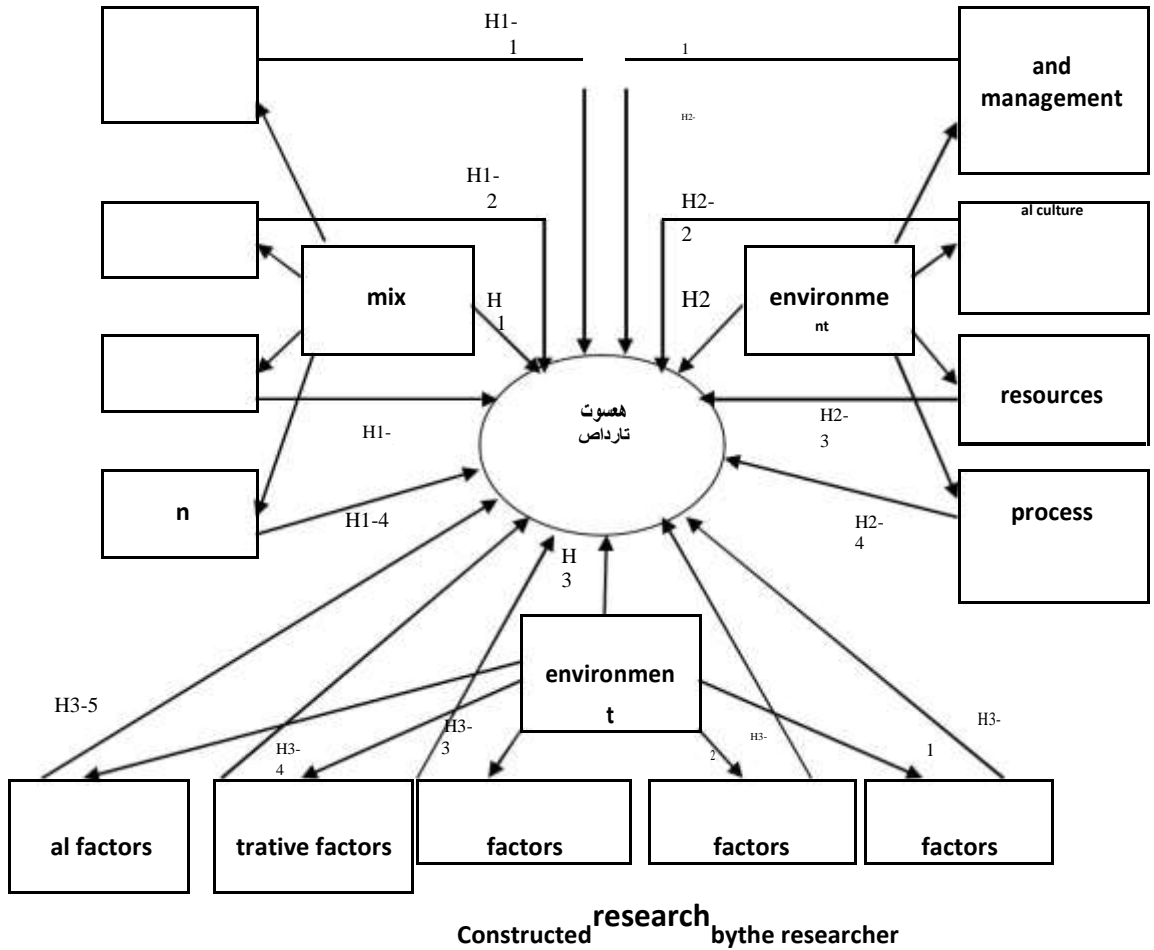 H1-
1
1
and
management
H2-
H1-
2
H2-
2
al culture
mix
H
1
H2
environme
nt
هعسوت
تارداص
resources
H1-
H2-
3
n
H1-4
process
H2-
4
H
3
environmen
t
H3-5
H3-
4
H3-
3
H3-
2
H3-
1
al factors
trative factors
factors
factors
factors
Constructed research bythe researcher